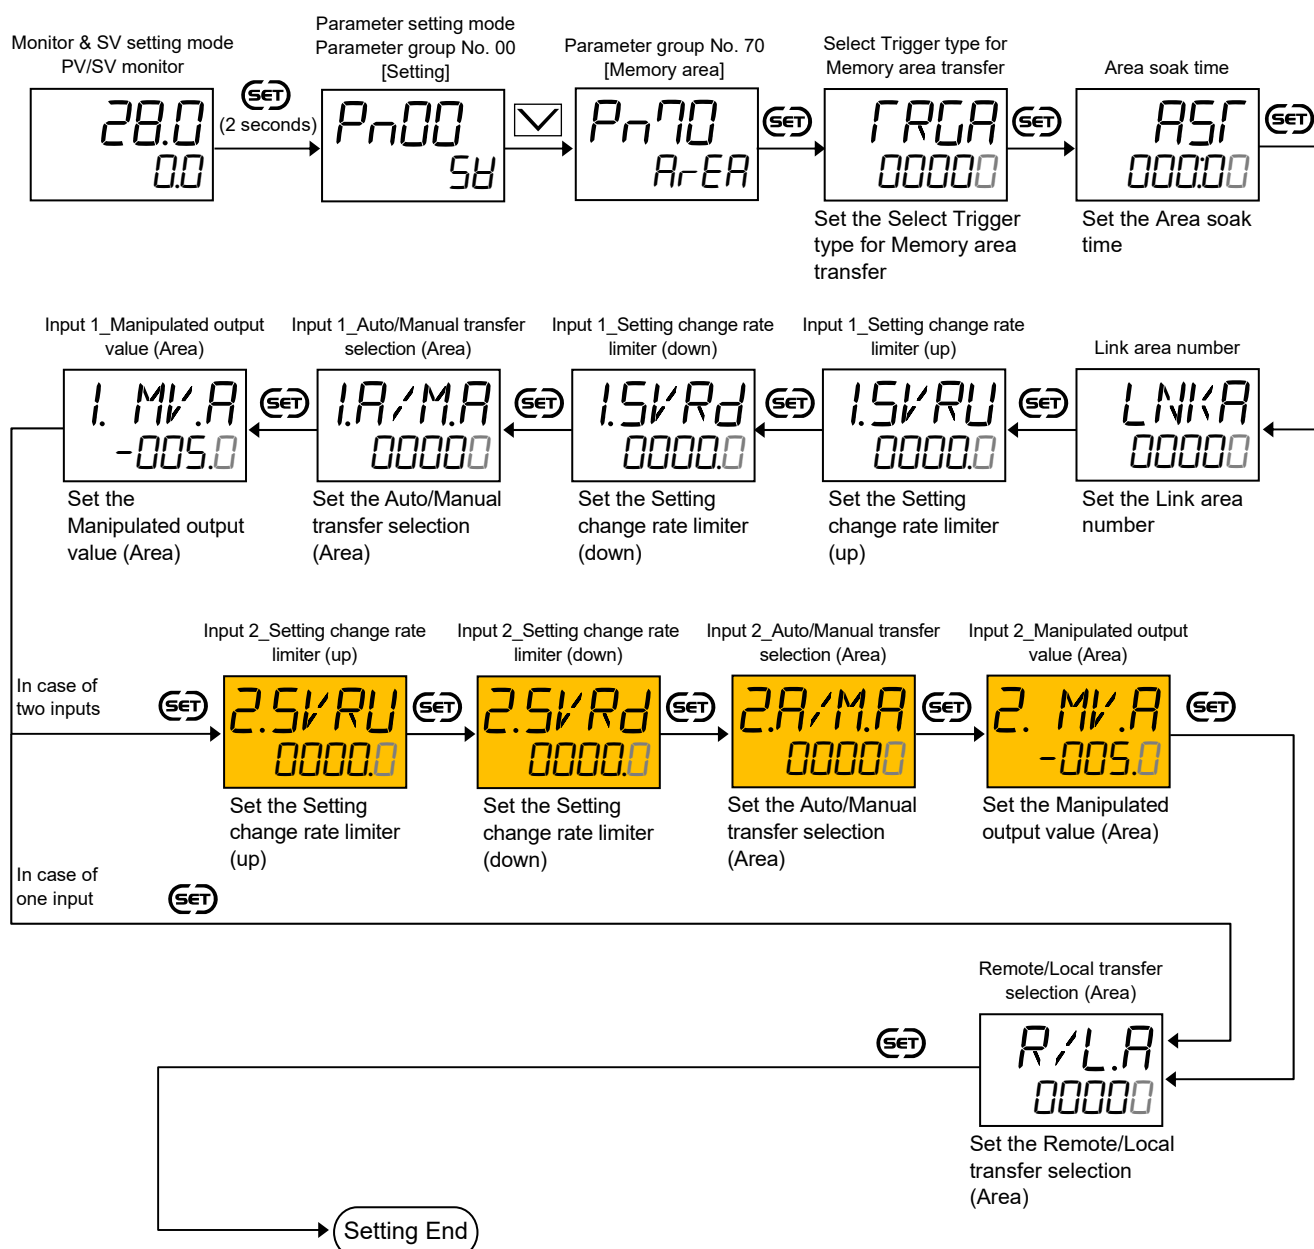 Monitor & SV setting mode
PV/SV monitor
28.0
0.0
SET
(2 seconds)
Parameter setting mode
Parameter group No. 00
[Setting]
Pn00
SV
Parameter group No. 70
[Memory area]
Pn70
ArEA
SET
Select Trigger type for
Memory area transfer
TRGA
00000
Set the Select Trigger
type for Memory area
transfer
SET
Area soak time
AST
000:00
Set the Area soak
time
SET
Link area number
LNKA
00000
Set the Link area
number
SET
Input 1_Setting change rate
limiter (up)
1.SVRU
0000.0
Set the Setting
change rate limiter
(up)
SET
Input 1_Setting change rate
limiter (down)
1.SVRd
0000.0
Set the Setting
change rate limiter
(down)
SET
Input 1_Auto/Manual transfer
selection (Area)
1.A/M.A
00000
Set the Auto/Manual
transfer selection
(Area)
SET
Input 1_Manipulated output
value (Area)
1. MV.A
-005.0
Set the
Manipulated output
value (Area)
In case of
two inputs
SET
Input 2_Setting change rate
limiter (up)
2.SVRU
0000.0
Set the Setting
change rate limiter
(up)
SET
Input 2_Setting change rate
limiter (down)
2.SVRd
0000.0
Set the Setting
change rate limiter
(down)
SET
Input 2_Auto/Manual transfer
selection (Area)
2.A/M.A
00000
Set the Auto/Manual
transfer selection
(Area)
SET
Input 2_Manipulated output
value (Area)
2. MV.A
-005.0
Set the Manipulated
output value (Area)
SET
In case of
one input
SET
Remote/Local transfer
selection (Area)
R/L.A
00000
Set the Remote/Local
transfer selection
(Area)
SET
Setting End